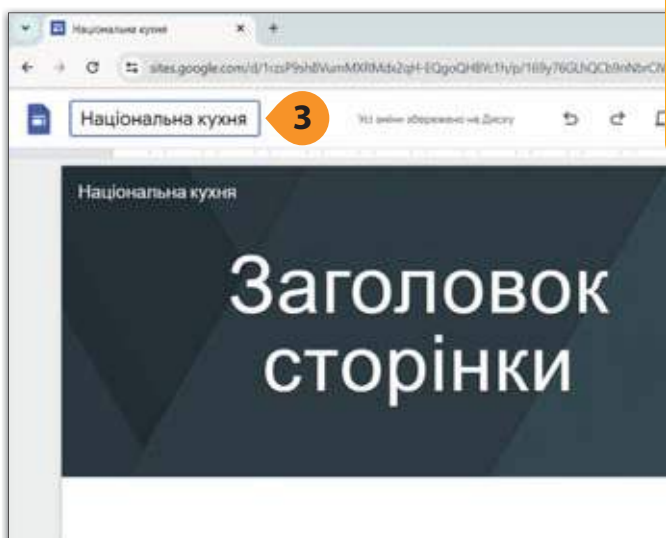 Національна кухня
Національна кухня
3
Усі зміни збережено на Диску
Національна кухня
Заголовок
сторінки